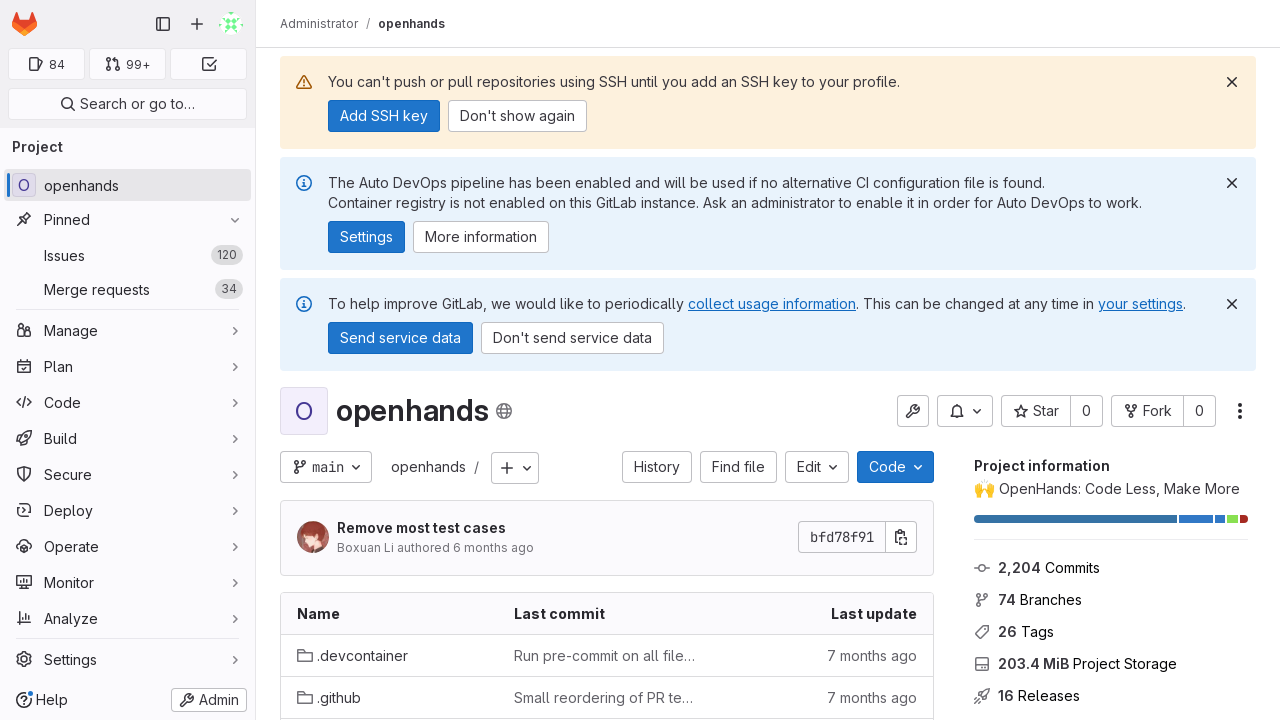 Administrator / openhands
84
99+
Search or go to…
Project
O openhands
Pinned
Issues 120
Merge requests 34
Manage
Plan
Code
Build
Secure
Deploy
Operate
Monitor
Analyze
Settings
Help
Admin
You can't push or pull repositories using SSH until you add an SSH key to your profile.
Add SSH key Don't show again
The Auto DevOps pipeline has been enabled and will be used if no alternative CI configuration file is found.
Container registry is not enabled on this GitLab instance. Ask an administrator to enable it in order for Auto DevOps to work.
Settings More information
To help improve GitLab, we would like to periodically collect usage information. This can be changed at any time in your settings.
Send service data Don't send service data
O openhands
Star 0 Fork 0
main openhands / History Find file Edit Code
Remove most test cases
Boxuan Li authored 6 months ago
bfd78f91
Name Last commit Last update
.devcontainer Run pre-commit on all file… 7 months ago
.github Small reordering of PR te… 7 months ago
Project information
🙌 OpenHands: Code Less, Make More
2,204 Commits
74 Branches
26 Tags
203.4 MiB Project Storage
16 Releases